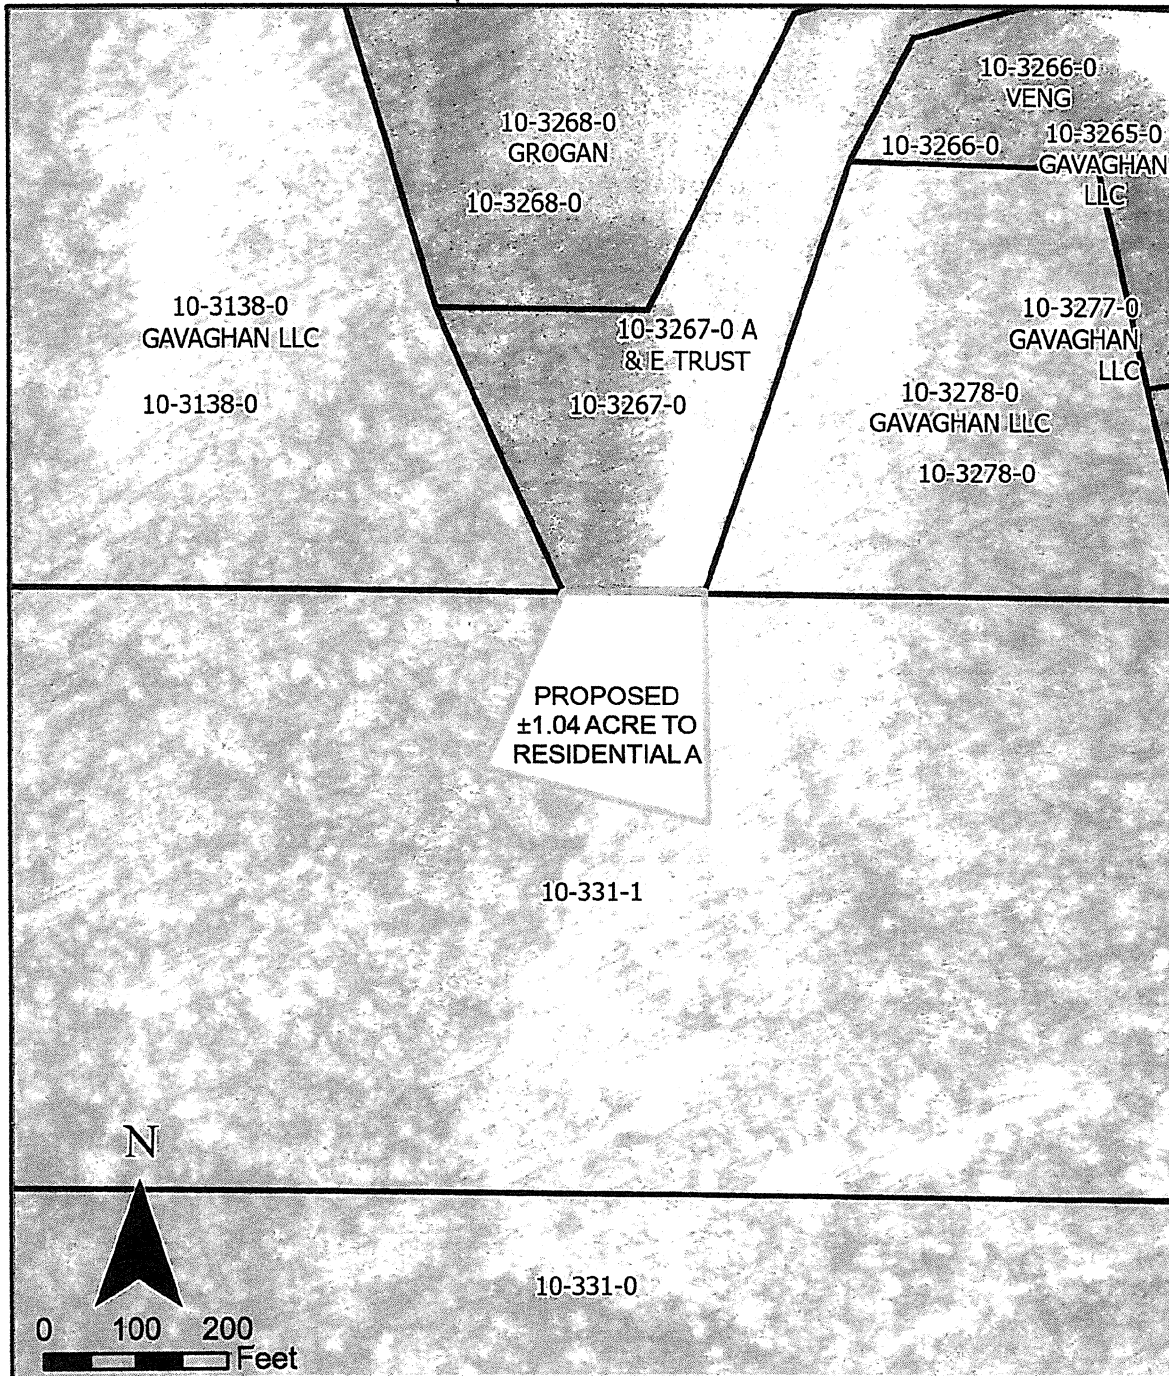 10-3266-0
VENG
10-3268-0
GROGAN
10-3266-0
10-3265-0
GAVAGHAN
LLC
10-3268-0
10-3138-0
GAVAGHAN LLC
10-3267-0 A
& E TRUST
10-3277-0
GAVAGHAN
LLC
10-3138-0
10-3267-0
10-3278-0
GAVAGHAN LLC
10-3278-0
PROPOSED
±1.04 ACRE TO
RESIDENTIAL A
10-331-1
N
10-331-0
0 100 200
Feet